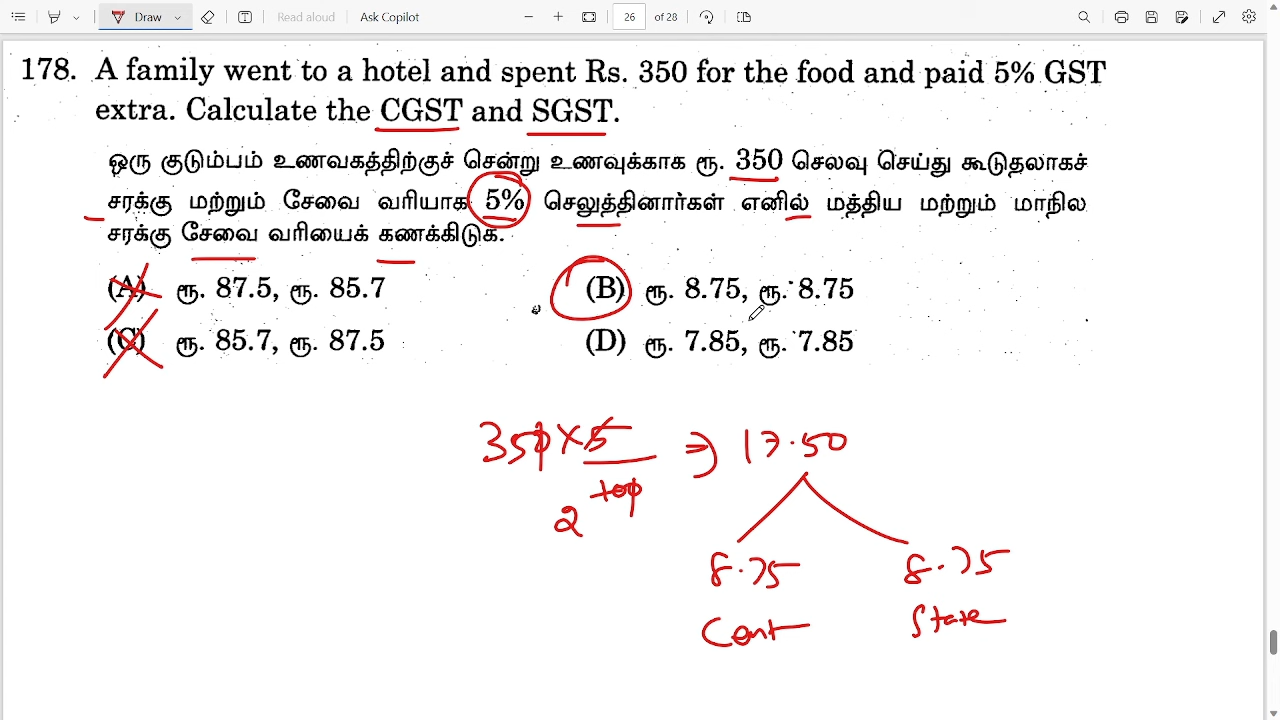 Draw
Read aloud
Ask Copilot
26 of 28
178. A family went to a hotel and spent Rs. 350 for the food and paid 5% GST
extra. Calculate the CGST and SGST.
ஒரு குடும்பம் உணவகத்திற்குச் சென்று உணவுக்காக ரூ. 350 செலவு செய்து கூடுதலாகச்
சரக்கு மற்றும் சேவை வரியாக 5% செலுத்தினார்கள் எனில் மத்திய மற்றும் மாநில
சரக்கு சேவை வரியைக் கணக்கிடுக.
(A) ரூ. 87.5, ரூ. 85.7
(B) ரூ. 8.75, ரூ. 8.75
(C) ரூ. 85.7, ரூ. 87.5
(D) ரூ. 7.85, ரூ. 7.85
350 × 5 ⇒ 17.50
100
2
8.75 8.75
Cent State